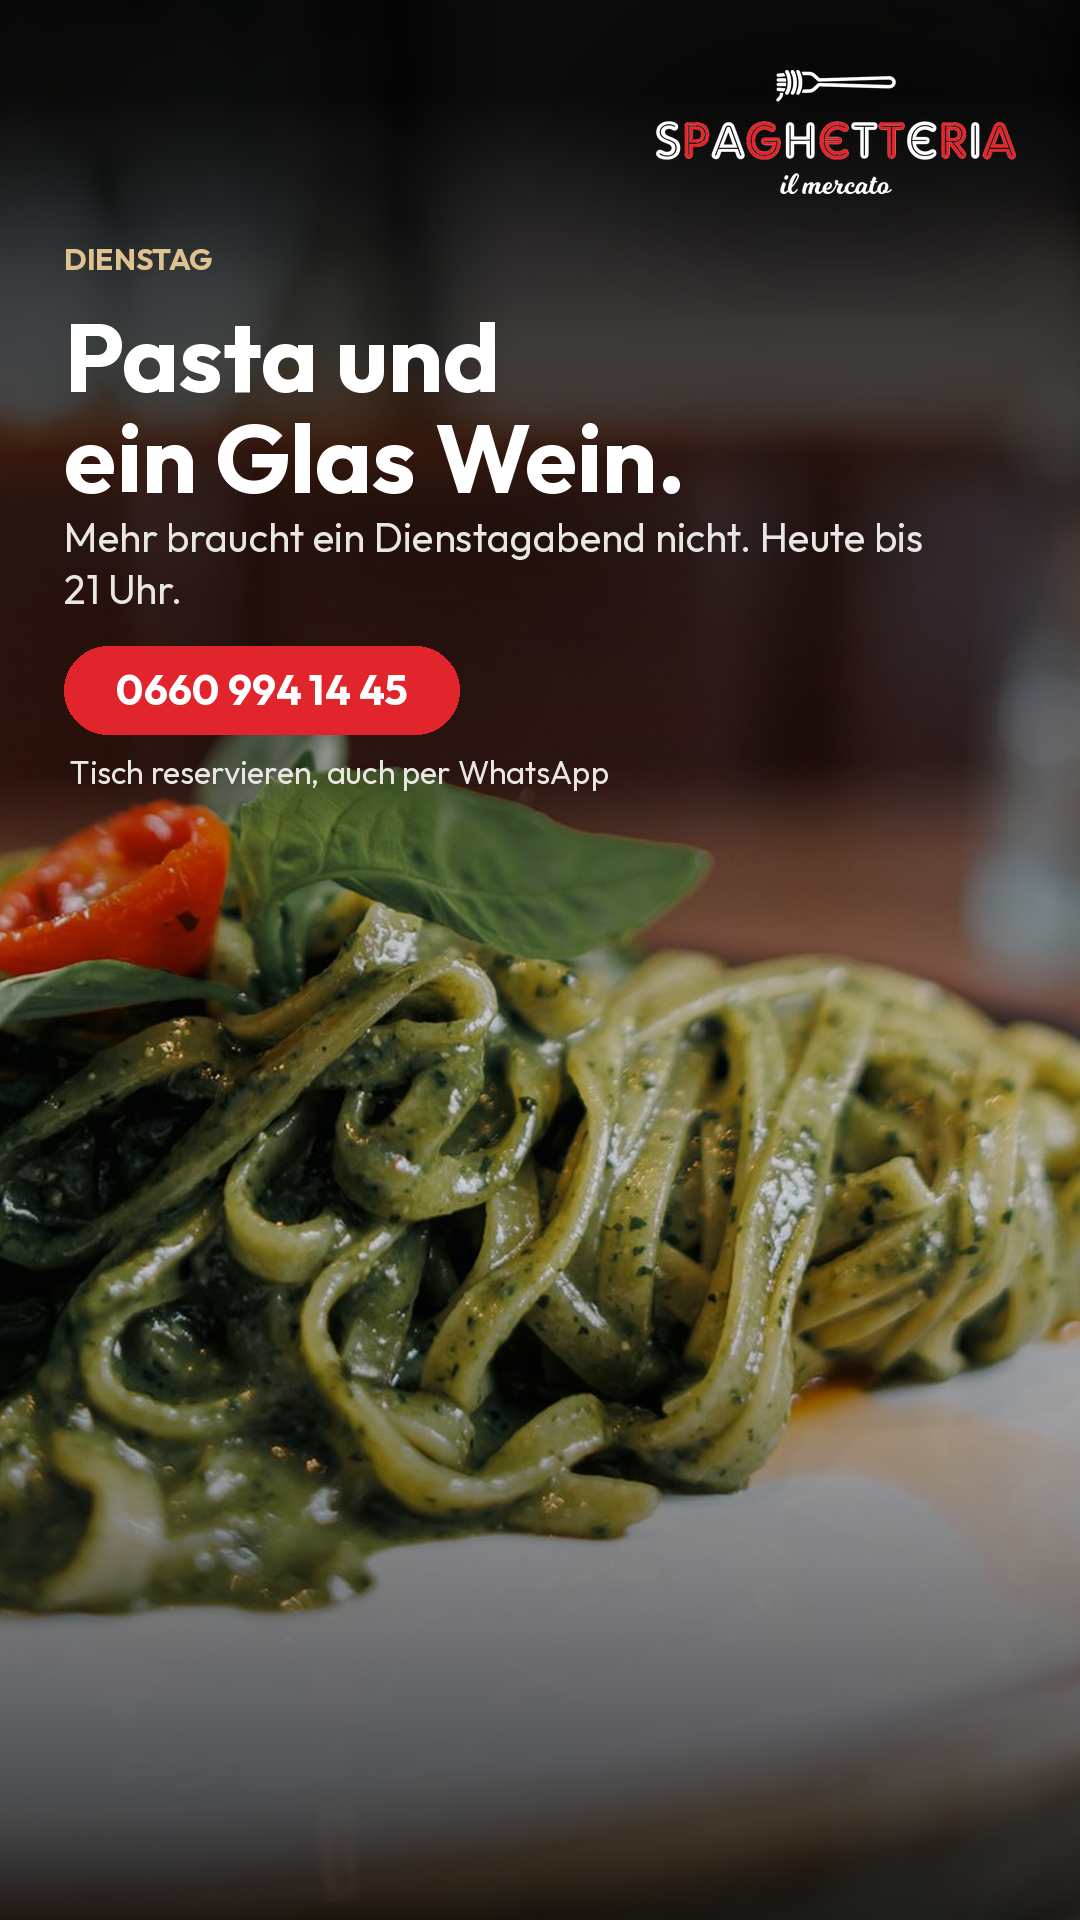 SPAGHETTERIA
il mercato
DIENSTAG
Pasta und
ein Glas Wein.
Mehr braucht ein Dienstagabend nicht. Heute bis
21 Uhr.
0660 994 14 45
Tisch reservieren, auch per WhatsApp